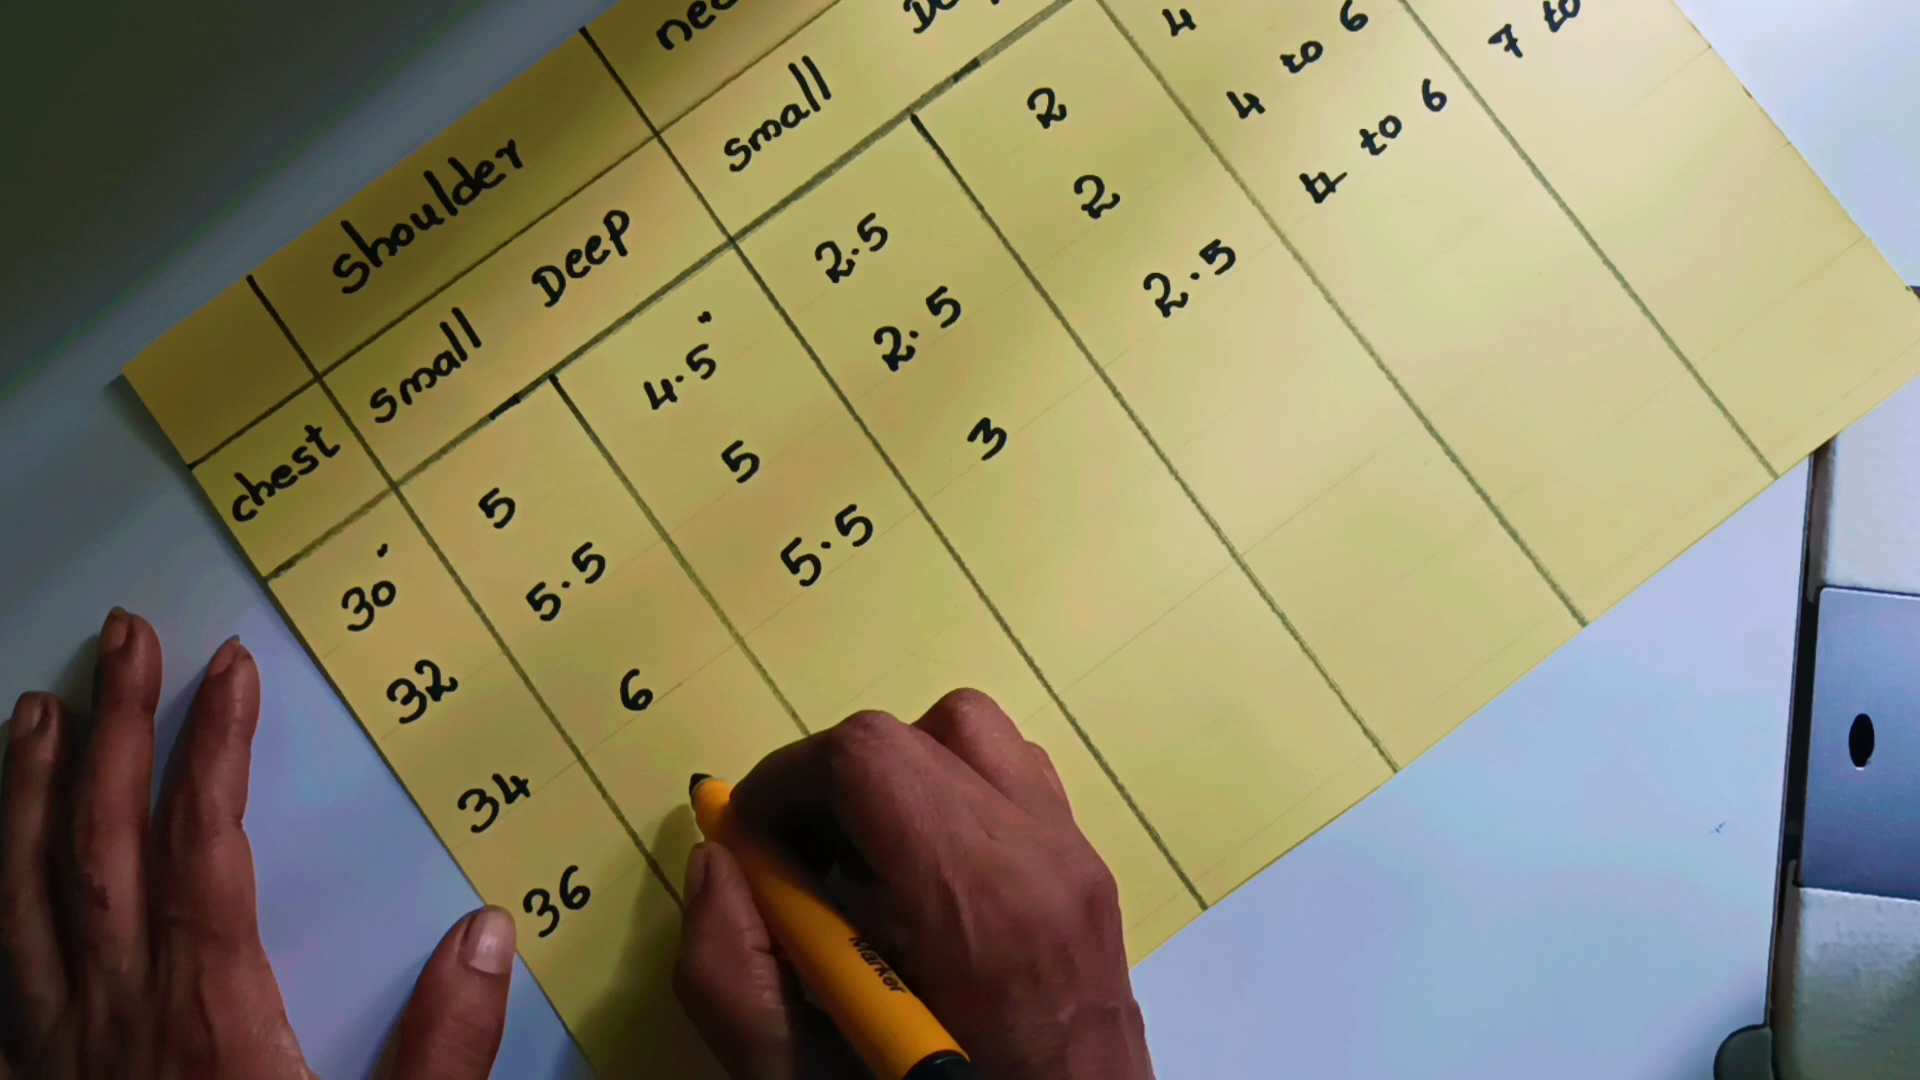 shoulder
small Deep small
chest
30" 5 4.5" 2.5 2 4
32 5.5 5 2.5 2 4 to 6
34 6 5.5 3 2.5 4 to 6 7 to
36
Marker